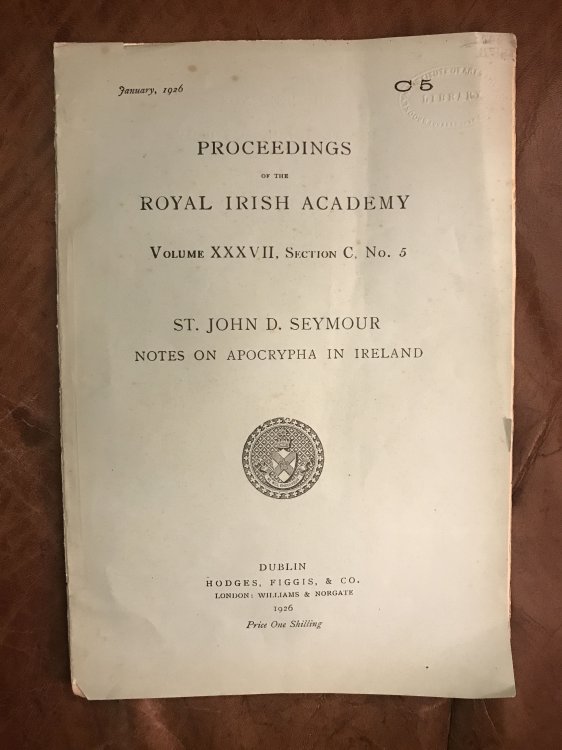 January, 1926
C 5
LIBRARY
PROCEEDINGS
OF THE
ROYAL IRISH ACADEMY
VOLUME XXXVII, SECTION C, NO. 5
ST. JOHN D. SEYMOUR
NOTES ON APOCRYPHA IN IRELAND
DUBLIN
HODGES, FIGGIS, & CO.
LONDON: WILLIAMS & NORGATE
1926
Price One Shilling